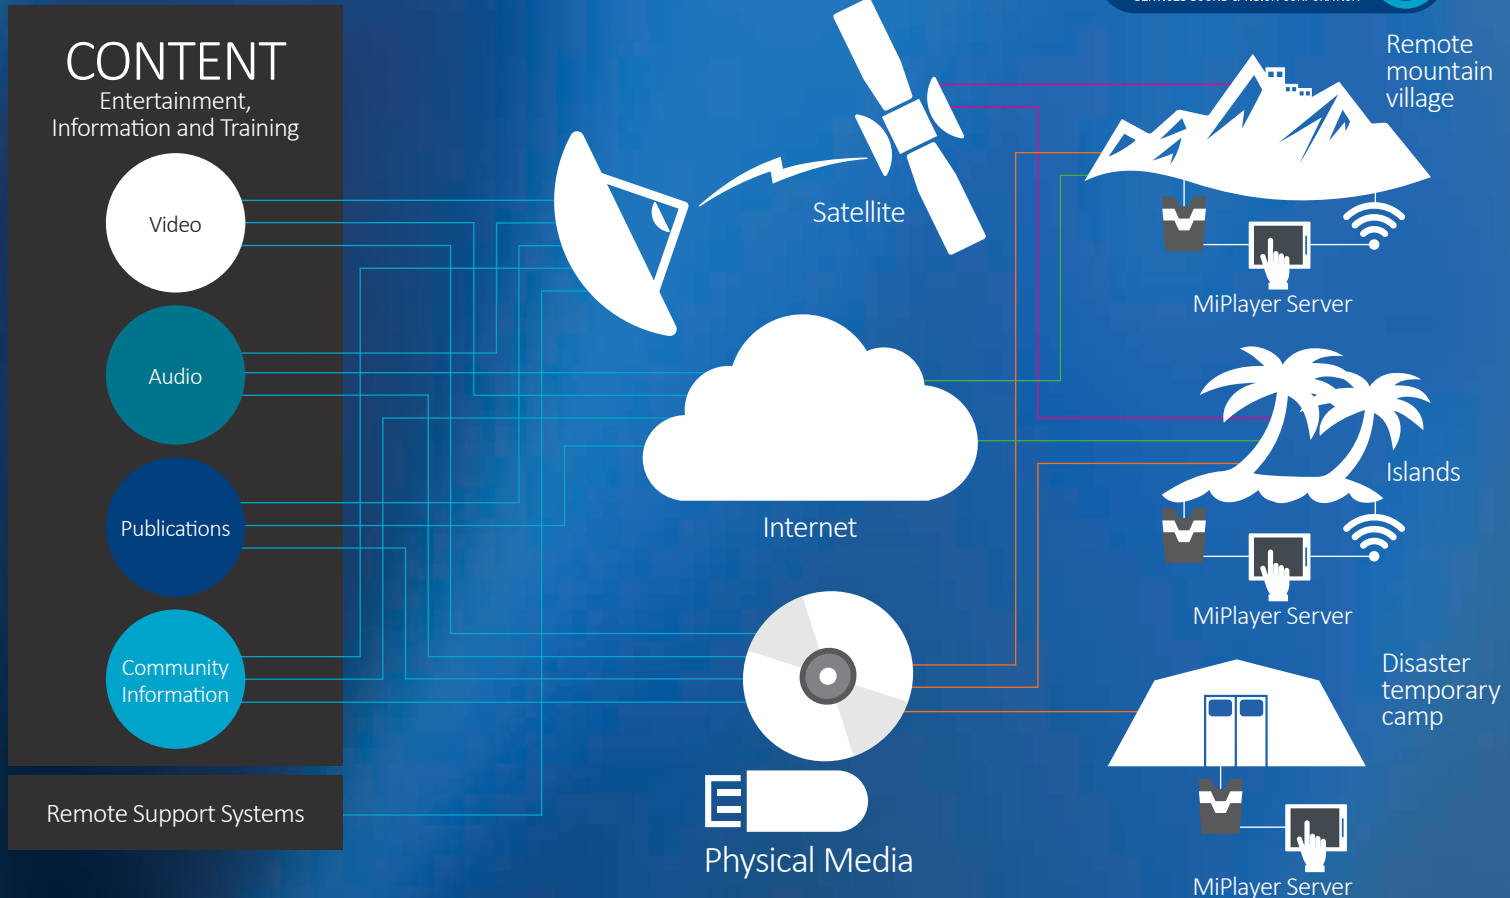 CONTENT
Entertainment,
Information and Training
Video
Audio
Publications
Community
Information
Remote Support Systems
Satellite
Internet
Physical Media
Remote
mountain
village
MiPlayer Server
Islands
MiPlayer Server
Disaster
temporary
camp
MiPlayer Server